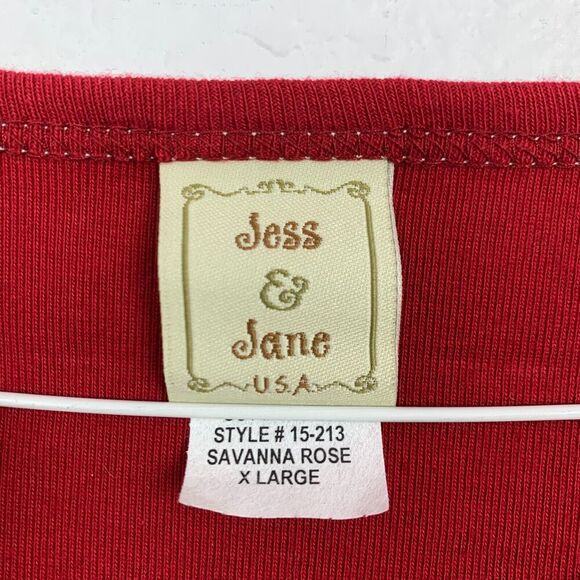 Jess
&
Jane
U.S.A.
STYLE # 15-213
SAVANNA ROSE
X LARGE